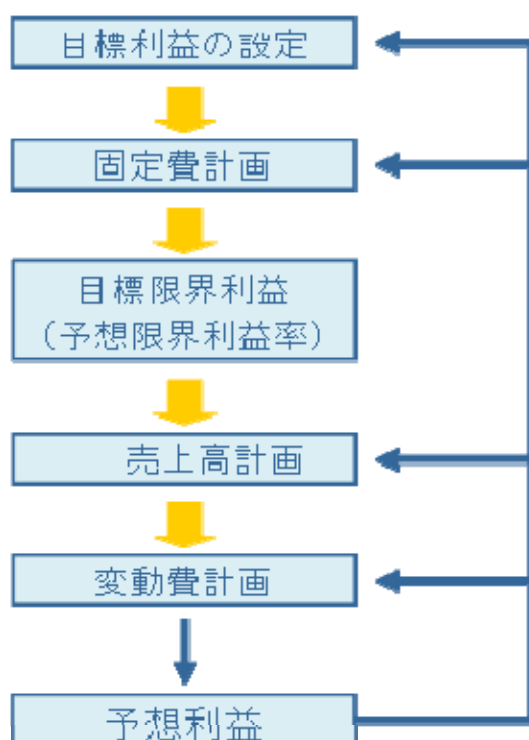 目標利益の設定
固定費計画
目標限界利益
(予想限界利益率)
売上高計画
変動費計画
予想利益